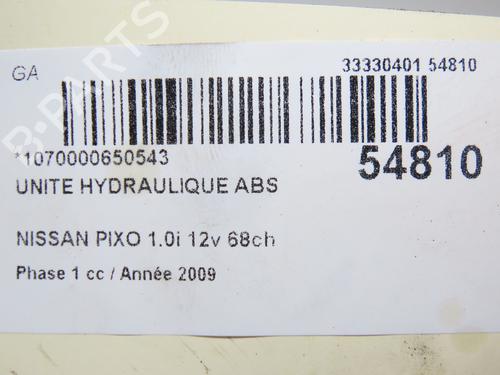 GA
33330401 54810
*1070000650543
54810
UNITE HYDRAULIQUE ABS
NISSAN PIXO 1.0i 12v 68ch
Phase 1 cc / Année 2009
B-PARTS